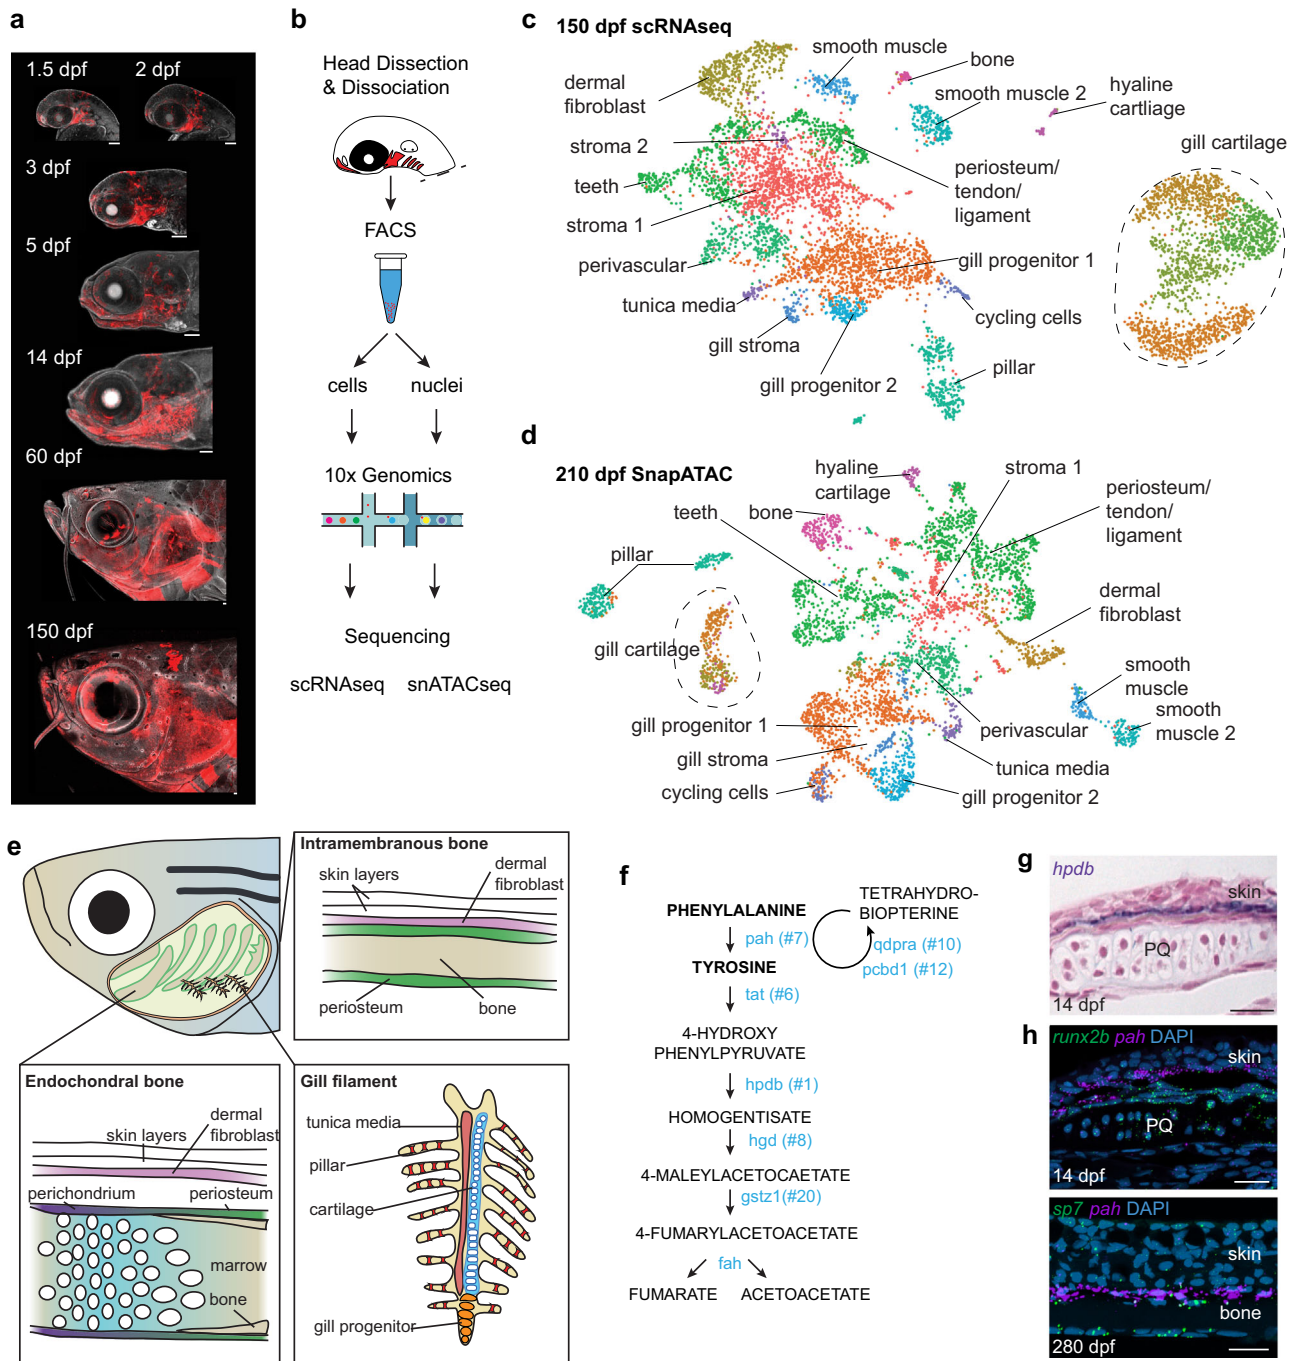 a
1.5 dpf
2 dpf
3 dpf
5 dpf
14 dpf
60 dpf
150 dpf
b
Head Dissection
& Dissociation
FACS
cells
nuclei
10x Genomics
Sequencing
scRNAseq
snATACseq
c
150 dpf scRNAseq
smooth muscle
bone
dermal
fibroblast
smooth muscle 2
hyaline
cartliage
stroma 2
gill cartilage
teeth
periosteum/
tendon/
ligament
stroma 1
perivascular
gill progenitor 1
tunica media
cycling cells
gill stroma
gill progenitor 2
pillar
d
210 dpf SnapATAC
hyaline
cartilage
stroma 1
periosteum/
tendon/
ligament
teeth
bone
pillar
dermal
fibroblast
gill cartilage
smooth
muscle
smooth
muscle 2
gill progenitor 1
perivascular
gill stroma
tunica media
cycling cells
gill progenitor 2
e
Intramembranous bone
skin layers
dermal
fibroblast
periosteum
bone
Endochondral bone
dermal
fibroblast
skin layers
perichondrium
periosteum
marrow
bone
Gill filament
tunica media
pillar
cartilage
gill progenitor
f
PHENYLALANINE
TETRAHYDRO-
BIOPTERINE
pah (#7)
qdpra (#10)
pcbd1 (#12)
TYROSINE
tat (#6)
4-HYDROXY
PHENYLPYRUVATE
hpdb (#1)
HOMOGENTISATE
hgd (#8)
4-MALEYLACETOCAETATE
gstz1(#20)
4-FUMARYLACETOACETATE
fah
FUMARATE
ACETOACETATE
g
hpdb
skin
PQ
14 dpf
h
runx2b pah DAPI
skin
PQ
14 dpf
sp7 pah DAPI
skin
bone
280 dpf